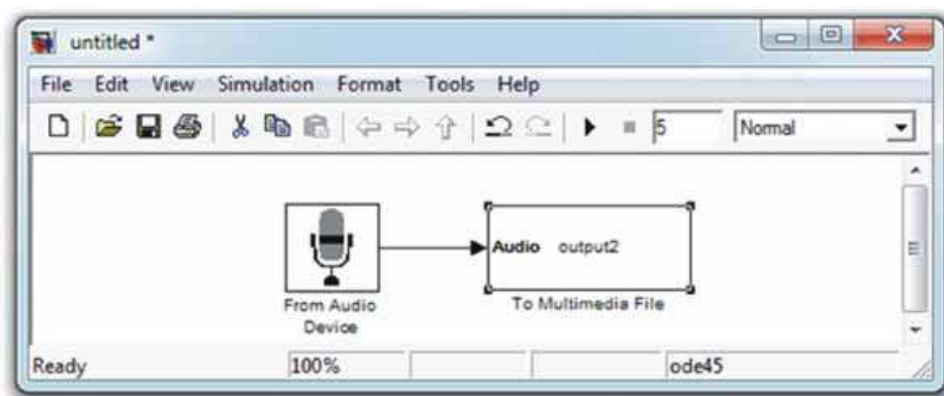 untitled *
File Edit View Simulation Format Tools Help
5 Normal
Audio output2
From Audio
Device
To Multimedia File
Ready 100% ode45